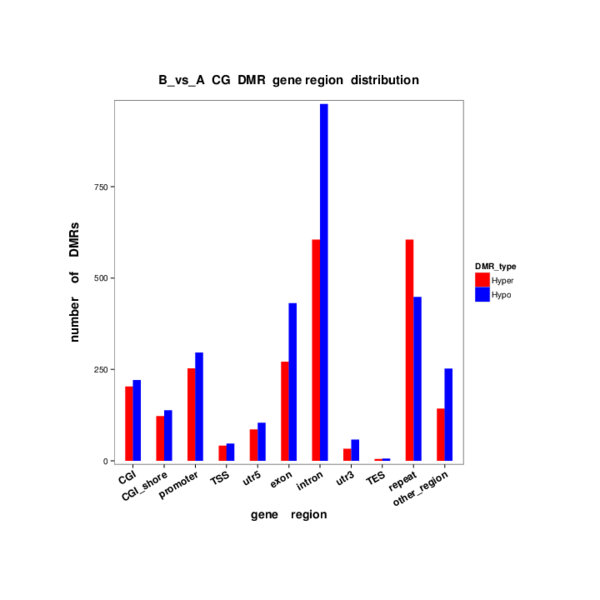 B_vs_A CG DMR gene region distribution
number of DMRs
750
500
250
0
CGI
CGI_shore
promoter
TSS
utr5
exon
intron
utr3
TES
repeat
other_region
gene region
DMR_type
Hyper
Hypo